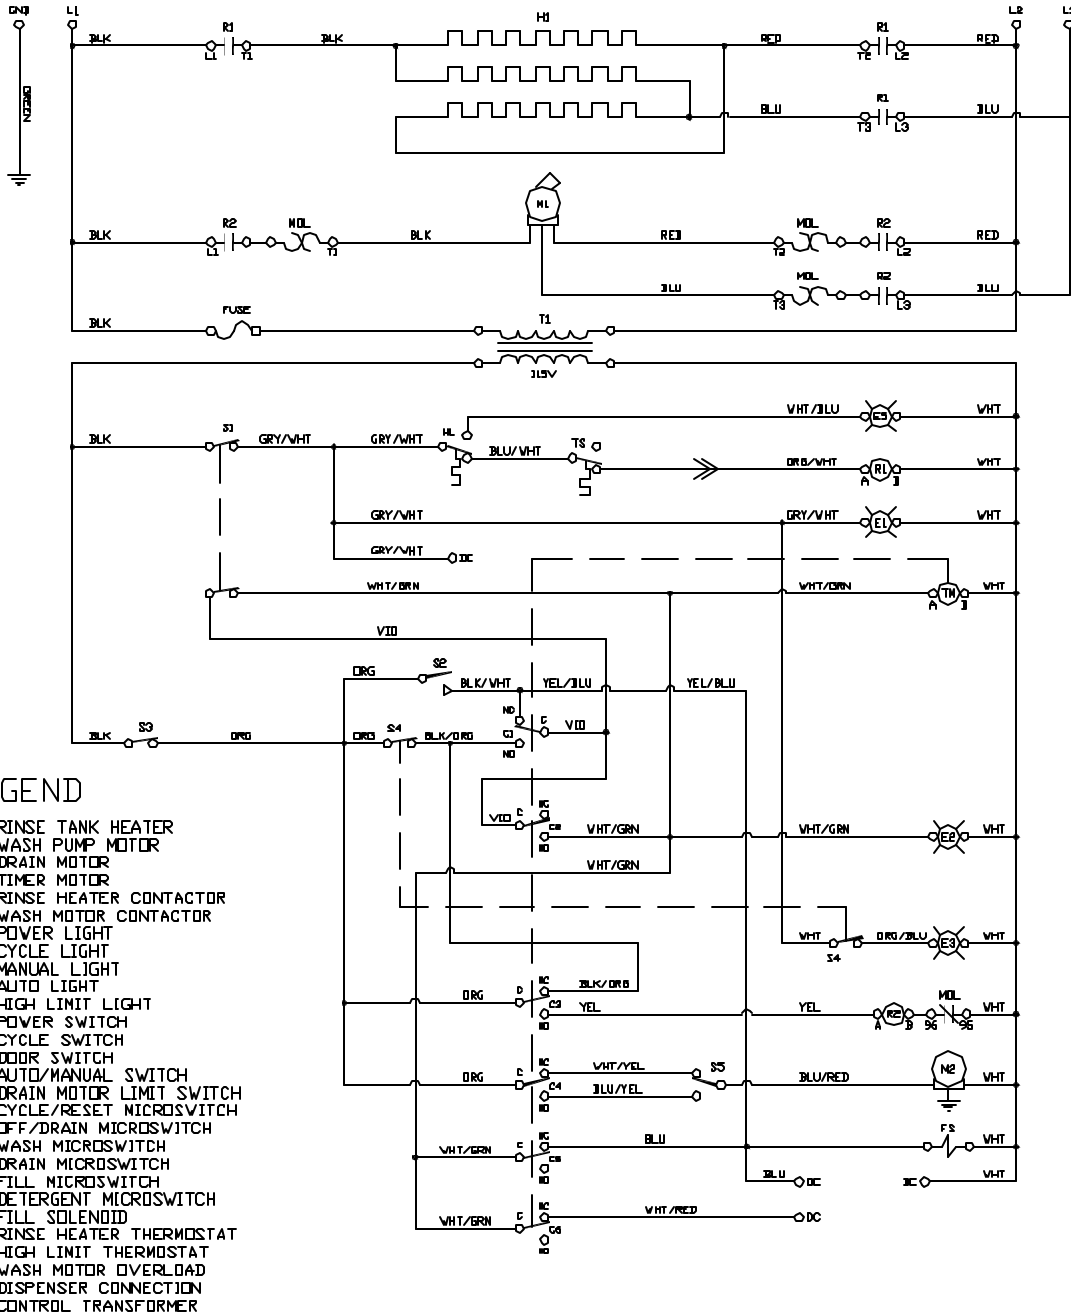 GND L1 L2
R1 H1 R1
BLK BLK RED RED
L1 T1 T2 L2
R1
BLU BLU
T3 L3
GREEN
M1
R2 MOL MOL R2
BLK BLK RED RED
L1 T1 T2 L2
MOL R2
BLU BLU
T3 L3
FUSE T1
BLK
115V
WHT/BLU WHT
S1 WL TS
BLK GRY/WHT GRY/WHT BLU/WHT
ORG/WHT R1 WHT
A B
GRY/WHT GRY/WHT E1 WHT
GRY/WHT DC
WHT/GRN WHT/GRN TM WHT
A B
VIO
ORG S2
BLK/WHT YEL/BLU YEL/BLU
NO C
S3 S4 VIO
BLK ORG ORG BLK/ORG
NO
LEGEND
C NC
VIO
WHT/GRN WHT/GRN E2 WHT
NO
RINSE TANK HEATER
WASH PUMP MOTOR
DRAIN MOTOR
TIMER MOTOR
RINSE HEATER CONTACTOR
WASH MOTOR CONTACTOR
POWER LIGHT
CYCLE LIGHT
MANUAL LIGHT
AUTO LIGHT
HIGH LIMIT LIGHT
POWER SWITCH
CYCLE SWITCH
DOOR SWITCH
AUTO/MANUAL SWITCH
DRAIN MOTOR LIMIT SWITCH
CYCLE/RESET MICROSWITCH
OFF/DRAIN MICROSWITCH
WASH MICROSWITCH
DRAIN MICROSWITCH
FILL MICROSWITCH
DETERGENT MICROSWITCH
FILL SOLENOID
RINSE HEATER THERMOSTAT
HIGH LIMIT THERMOSTAT
WASH MOTOR OVERLOAD
DISPENSER CONNECTION
CONTROL TRANSFORMER
WHT/GRN
WHT ORG/BLU E3 WHT
S4
NC
ORG BLK/ORG
C3
YEL YEL R2 MOL WHT
NO A B 96
NC
WHT/YEL S5
ORG C
C4 BLU/YEL BLU/RED M2 WHT
NO
NC
WHT/GRN C BLU FS WHT
C5
NO
BLU DC DC WHT
NC
WHT/RED DC
WHT/GRN C C6
NO